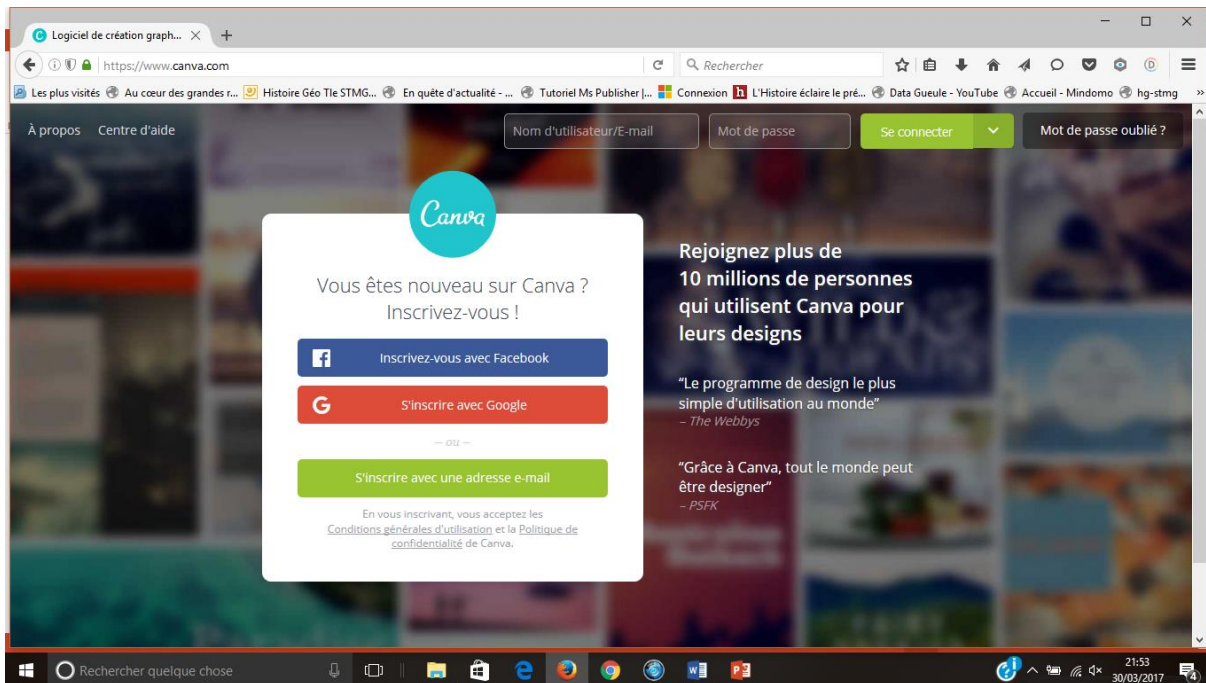 Logiciel de création graph...
https://www.canva.com
Rechercher
Les plus visités Au cœur des grandes r... Histoire Géo Tle STMG... En quête d'actualité - ... Tutoriel Ms Publisher |... Connexion L'Histoire éclaire le pré... Data Gueule - YouTube Accueil - Mindomo hg-stmg »
À propos Centre d'aide Nom d'utilisateur/E-mail Mot de passe Se connecter Mot de passe oublié ?
Canva
Vous êtes nouveau sur Canva ?
Inscrivez-vous !
Inscrivez-vous avec Facebook
S'inscrire avec Google
– ou –
S'inscrire avec une adresse e-mail
En vous inscrivant, vous acceptez les
Conditions générales d'utilisation et la Politique de
confidentialité de Canva.
Rejoignez plus de
10 millions de personnes
qui utilisent Canva pour
leurs designs
“Le programme de design le plus
simple d'utilisation au monde”
– The Webbys
“Grâce à Canva, tout le monde peut
être designer”
– PSFK
Rechercher quelque chose
21:53
30/03/2017